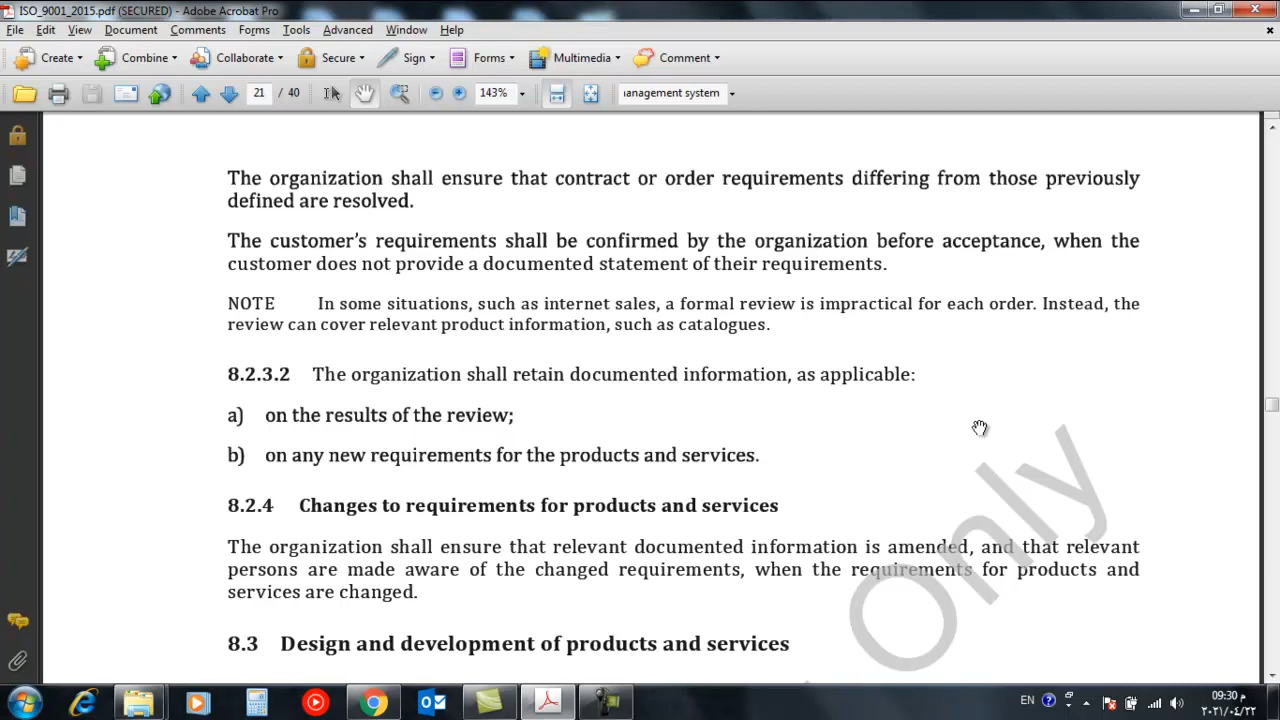 ISO_9001_2015.pdf (SECURED) - Adobe Acrobat Pro
File Edit View Document Comments Forms Tools Advanced Window Help
Create Combine Collaborate Secure Sign Forms Multimedia Comment
21 / 40 143% anagement system
The organization shall ensure that contract or order requirements differing from those previously
defined are resolved.
The customer’s requirements shall be confirmed by the organization before acceptance, when the
customer does not provide a documented statement of their requirements.
NOTE In some situations, such as internet sales, a formal review is impractical for each order. Instead, the
review can cover relevant product information, such as catalogues.
8.2.3.2 The organization shall retain documented information, as applicable:
a) on the results of the review;
b) on any new requirements for the products and services.
8.2.4 Changes to requirements for products and services
The organization shall ensure that relevant documented information is amended, and that relevant
persons are made aware of the changed requirements, when the requirements for products and
services are changed.
8.3 Design and development of products and services
Only
EN
09:30 م
٢٠٢١/٠٤/٢٢